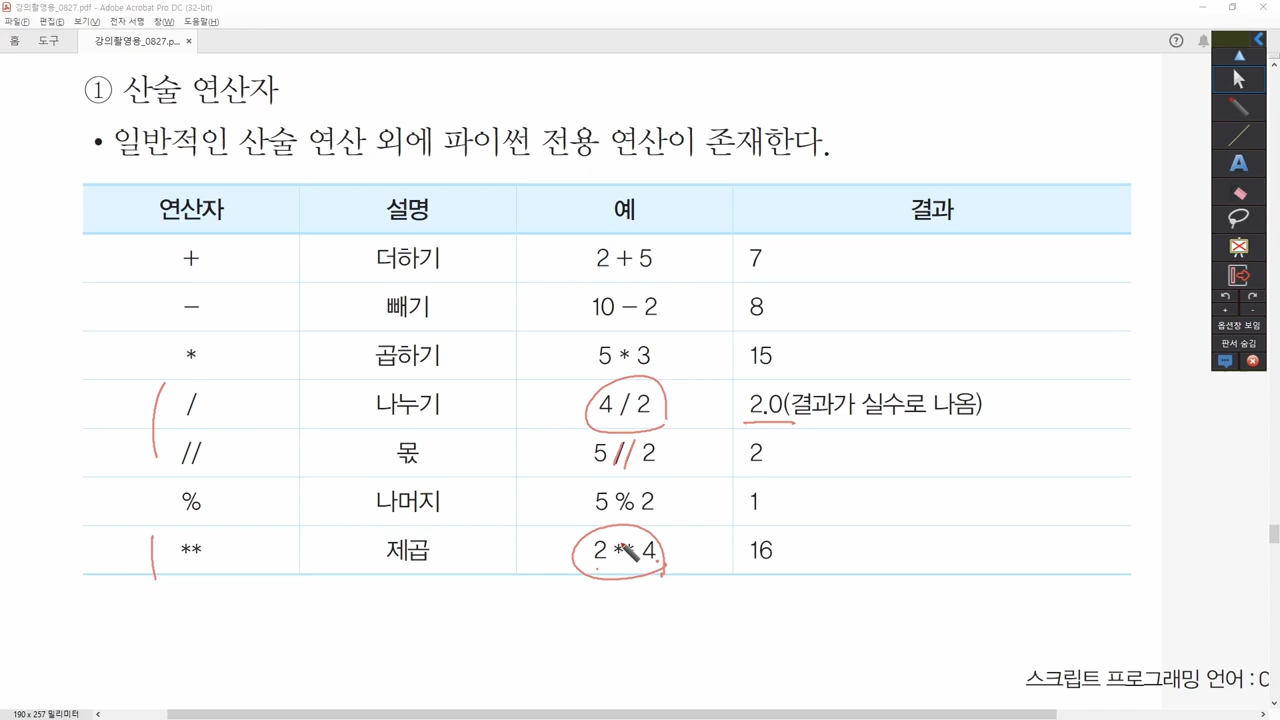 강의촬영용_0827.pdf - Adobe Acrobat Pro DC (32-bit)
파일(F) 편집(E) 보기(V) 전자 서명 창(W) 도움말(H)
홈 도구 강의촬영용_0827.p... ×
① 산술 연산자
• 일반적인 산술 연산 외에 파이썬 전용 연산이 존재한다.
연산자 설명 예 결과
+ 더하기 2 + 5 7
− 빼기 10 − 2 8
* 곱하기 5 * 3 15
/ 나누기 4 / 2 2.0(결과가 실수로 나옴)
// 몫 5 // 2 2
% 나머지 5 % 2 1
** 제곱 2 ** 4 16
옵션창 보임
판서 숨김
스크립트 프로그래밍 언어 : C
190 x 257 밀리미터